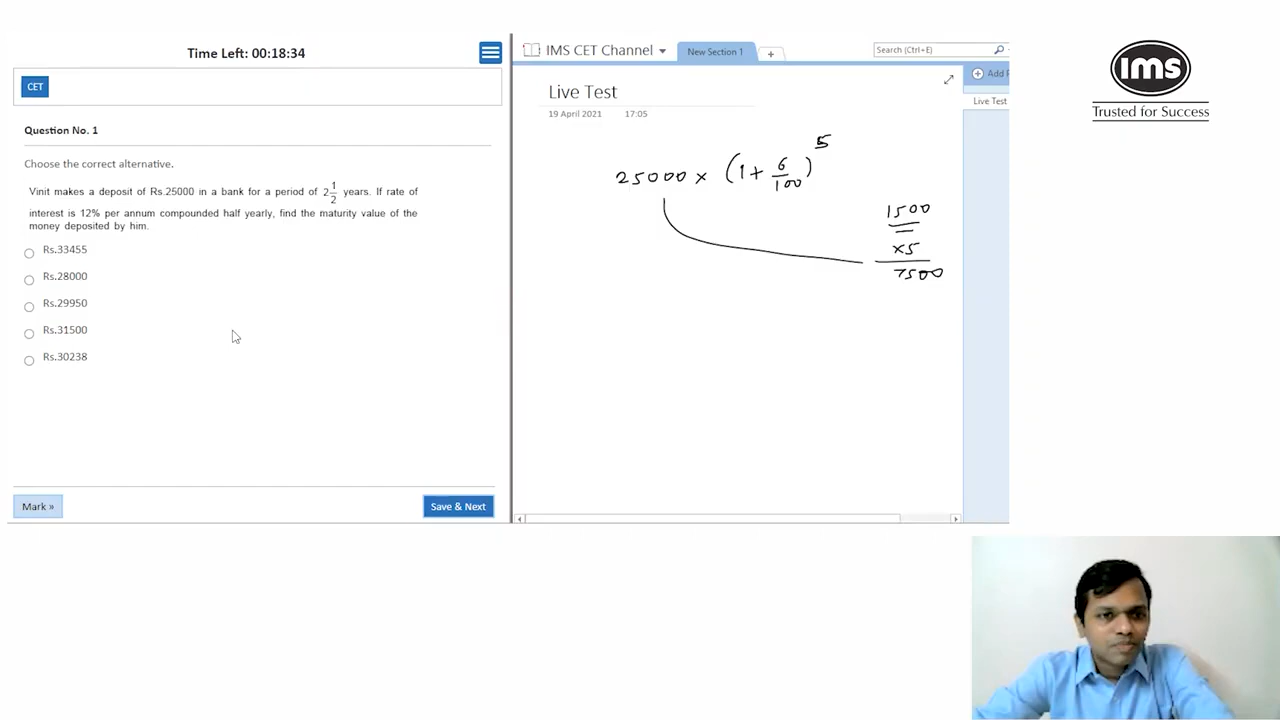 Time Left: 00:18:34
CET
Question No. 1
Choose the correct alternative.
Vinit makes a deposit of Rs.25000 in a bank for a period of 2 1/2 years. If rate of
interest is 12% per annum compounded half yearly, find the maturity value of the
money deposited by him.
Rs.33455
Rs.28000
Rs.29950
Rs.31500
Rs.30238
Mark »
Save & Next
IMS CET Channel
New Section 1
+
Search (Ctrl+E)
Add P
Live Test
Live Test
19 April 2021 17:05
25000 × (1 + 6/100)^5
1500
×5
7500
ims
Trusted for Success